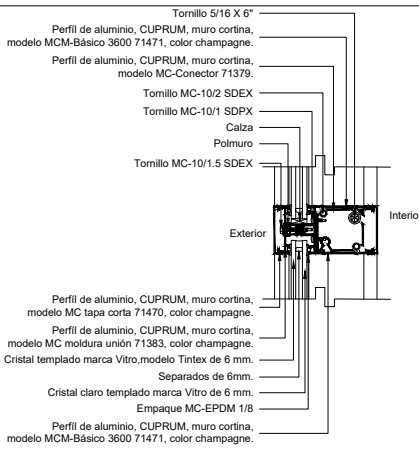 Tornillo 5/16 X 6"
Perfíl de aluminio, CUPRUM, muro cortina,
modelo MCM-Básico 3600 71471, color champagne.
Perfíl de aluminio, CUPRUM, muro cortina,
modelo MC-Conector 71379.
Tornillo MC-10/2 SDEX
Tornillo MC-10/1 SDPX
Calza
Polmuro
Tornillo MC-10/1.5 SDEX
Interio
Exterior
Perfíl de aluminio, CUPRUM, muro cortina,
modelo MC tapa corta 71470, color champagne.
Perfíl de aluminio, CUPRUM, muro cortina,
modelo MC moldura unión 71383, color champagne.
Cristal templado marca Vitro,modelo Tintex de 6 mm.
Separados de 6mm.
Cristal claro templado marca Vitro de 6 mm.
Empaque MC-EPDM 1/8
Perfíl de aluminio, CUPRUM, muro cortina,
modelo MCM-Básico 3600 71471, color champagne.